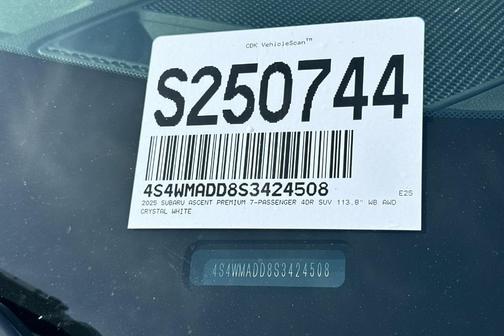 CDK VehicleScan™
S250744
4S4WMADD8S3424508
E25
2025 SUBARU ASCENT PREMIUM 7-PASSENGER 4DR SUV 113.8" WB AWD
CRYSTAL WHITE
4S4WMADD8S3424508